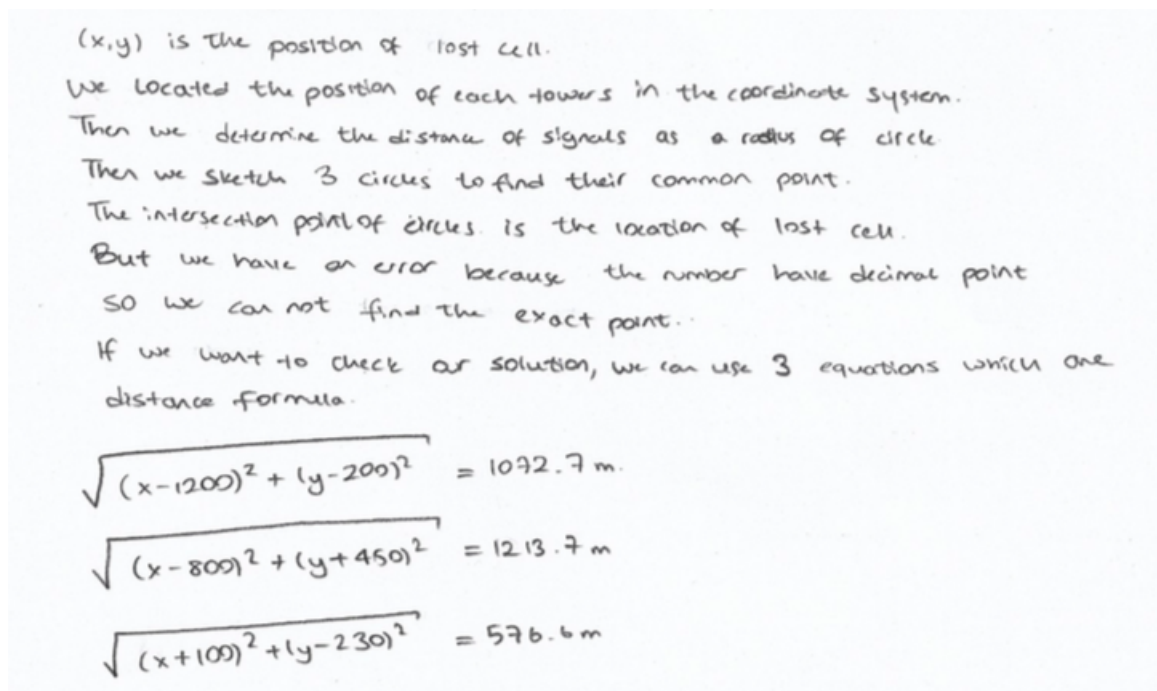 (x,y) is the position of lost cell.
We located the position of each towers in the coordinate system.
Then we determine the distance of signals as a radius of circle
Then we sketch 3 circles to find their common point.
The intersection point of circles is the location of lost cell.
But we have an error because the number have decimal point
so we can not find the exact point.
If we want to check our solution, we can use 3 equations which are
distance formula.
√(x-1200)² + (y-200)² = 1072.7 m.
√(x-800)² + (y+450)² = 1213.7 m
√(x+100)² + (y-230)² = 576.6 m